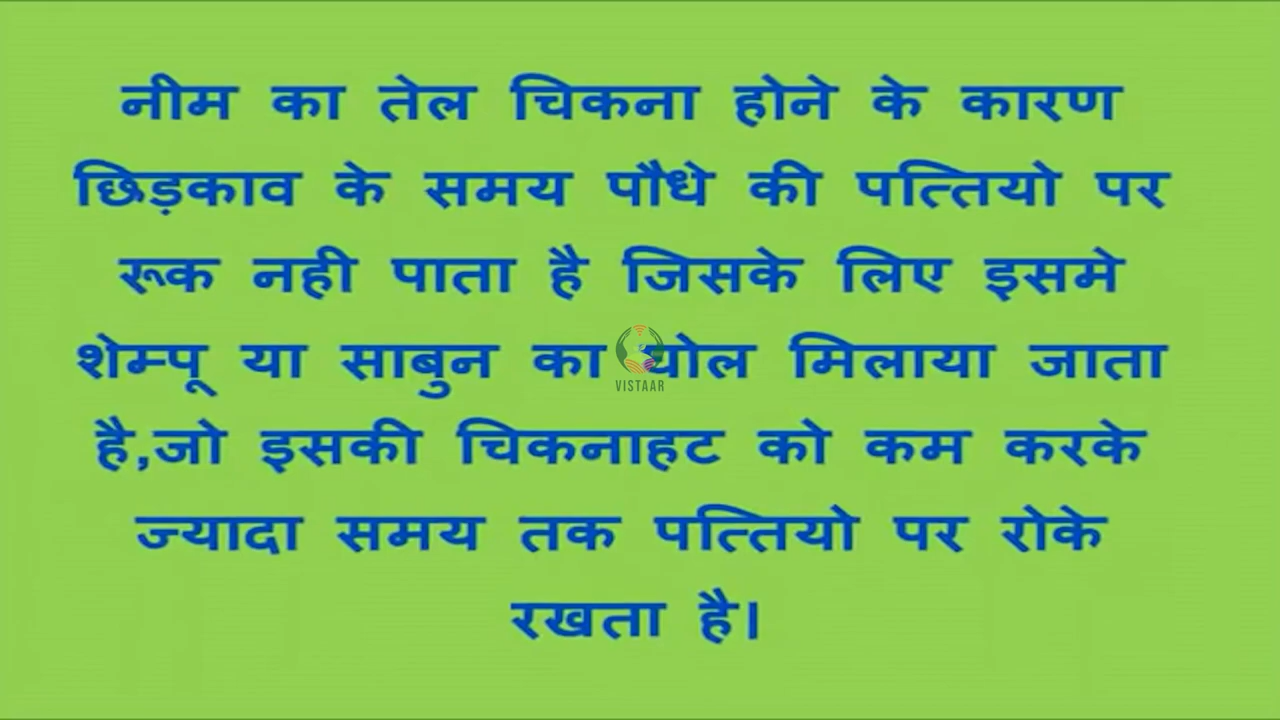 नीम का तेल चिकना होने के कारण
छिड़काव के समय पौधे की पत्तियो पर
रूक नही पाता है जिसके लिए इसमे
शेम्पू या साबुन का घोल मिलाया जाता
VISTAAR
है,जो इसकी चिकनाहट को कम करके
ज्यादा समय तक पत्तियो पर रोके
रखता है।